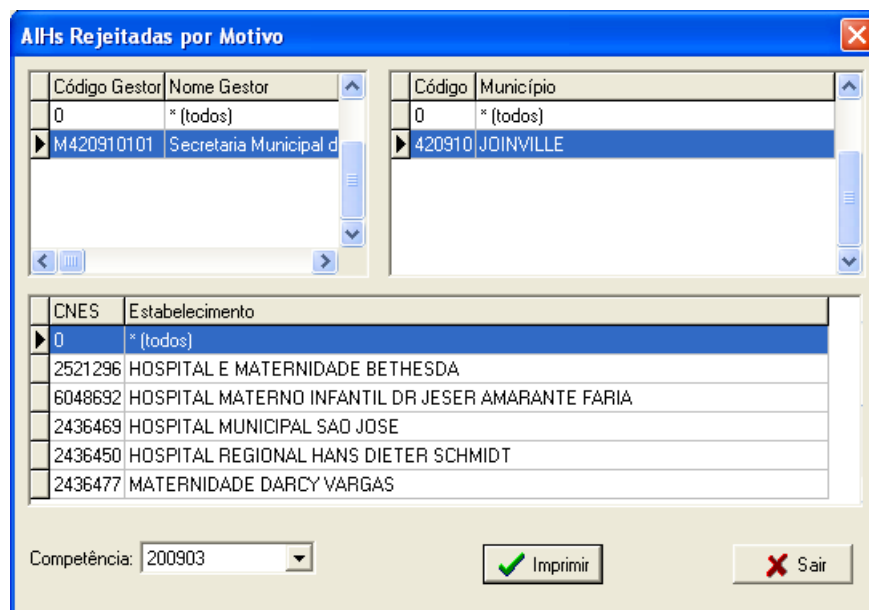 AIHs Rejeitadas por Motivo
Código Gestor Nome Gestor
0 * (todos)
M420910101 Secretaria Municipal d
Código Município
0 * (todos)
420910 JOINVILLE
CNES Estabelecimento
0 * (todos)
2521296 HOSPITAL E MATERNIDADE BETHESDA
6048692 HOSPITAL MATERNO INFANTIL DR JESER AMARANTE FARIA
2436469 HOSPITAL MUNICIPAL SAO JOSE
2436450 HOSPITAL REGIONAL HANS DIETER SCHMIDT
2436477 MATERNIDADE DARCY VARGAS
Competência: 200903 Imprimir Sair